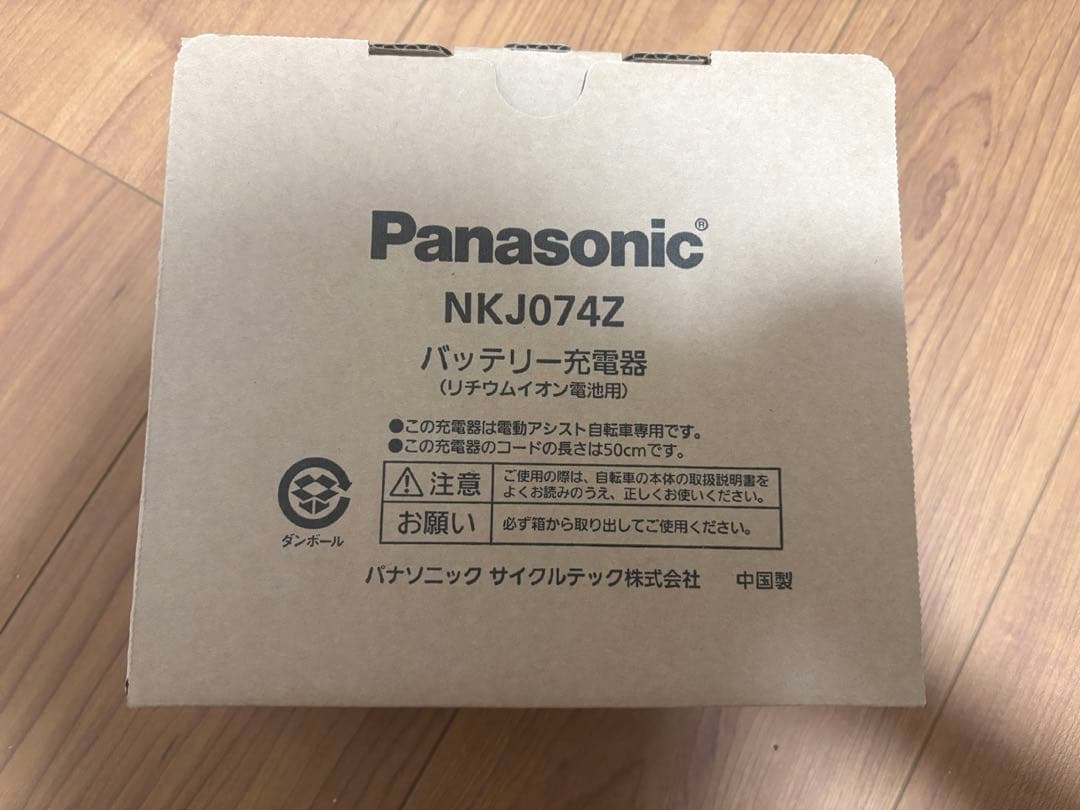 Panasonic®
NKJ074Z
バッテリー充電器
(リチウムイオン電池用)
●この充電器は電動アシスト自転車専用です。
●この充電器のコードの長さは50cmです。
⚠注意
ご使用の際は、自転車の本体の取扱説明書を
よくお読みのうえ、正しくお使いください。
お願い
必ず箱から取り出してご使用ください。
ダンボール
パナソニック サイクルテック株式会社 中国製